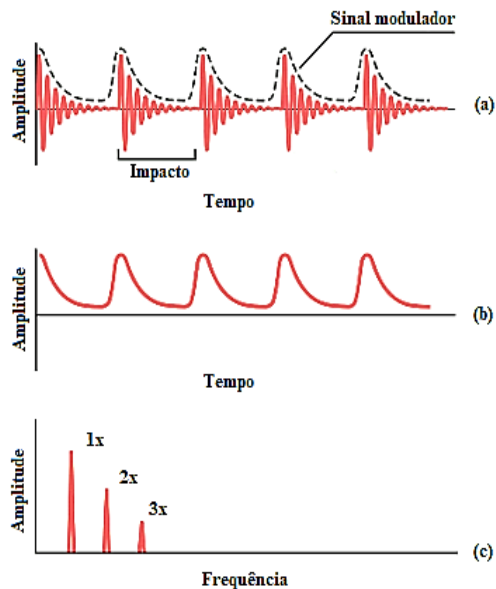 Sinal modulador
Amplitude
(a)
Impacto
Tempo
Amplitude
(b)
Tempo
Amplitude
1x
2x
3x
(c)
Frequência